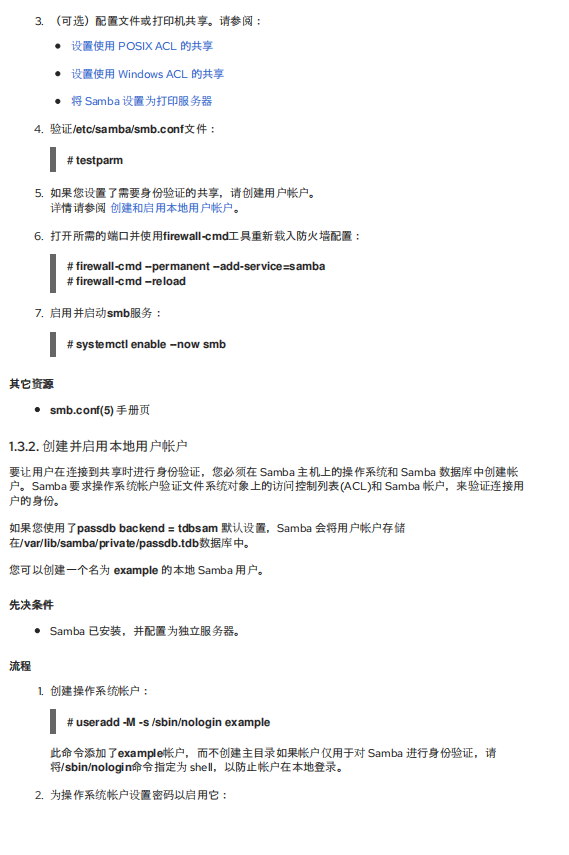 3. （可选）配置文件或打印机共享。请参阅：
● 设置使用 POSIX ACL 的共享
● 设置使用 Windows ACL 的共享
● 将 Samba 设置为打印服务器
4. 验证/etc/samba/smb.conf文件：
# testparm
5. 如果您设置了需要身份验证的共享，请创建用户帐户。
详情请参阅 创建和启用本地用户帐户。
6. 打开所需的端口并使用firewall-cmd工具重新载入防火墙配置：
# firewall-cmd --permanent --add-service=samba
# firewall-cmd --reload
7. 启用并启动smb服务：
# systemctl enable --now smb
其它资源
● smb.conf(5) 手册页
1.3.2. 创建并启用本地用户帐户
要让用户在连接到共享时进行身份验证，您必须在 Samba 主机上的操作系统和 Samba 数据库中创建帐
户。Samba 要求操作系统帐户验证文件系统对象上的访问控制列表(ACL)和 Samba 帐户，来验证连接用
户的身份。
如果您使用了passdb backend = tdbsam 默认设置，Samba 会将用户帐户存储
在/var/lib/samba/private/passdb.tdb数据库中。
您可以创建一个名为 example 的本地 Samba 用户。
先决条件
● Samba 已安装，并配置为独立服务器。
流程
1. 创建操作系统帐户：
# useradd -M -s /sbin/nologin example
此命令添加了example帐户，而不创建主目录如果帐户仅用于对 Samba 进行身份验证，请
将/sbin/nologin命令指定为 shell，以防止帐户在本地登录。
2. 为操作系统帐户设置密码以启用它：